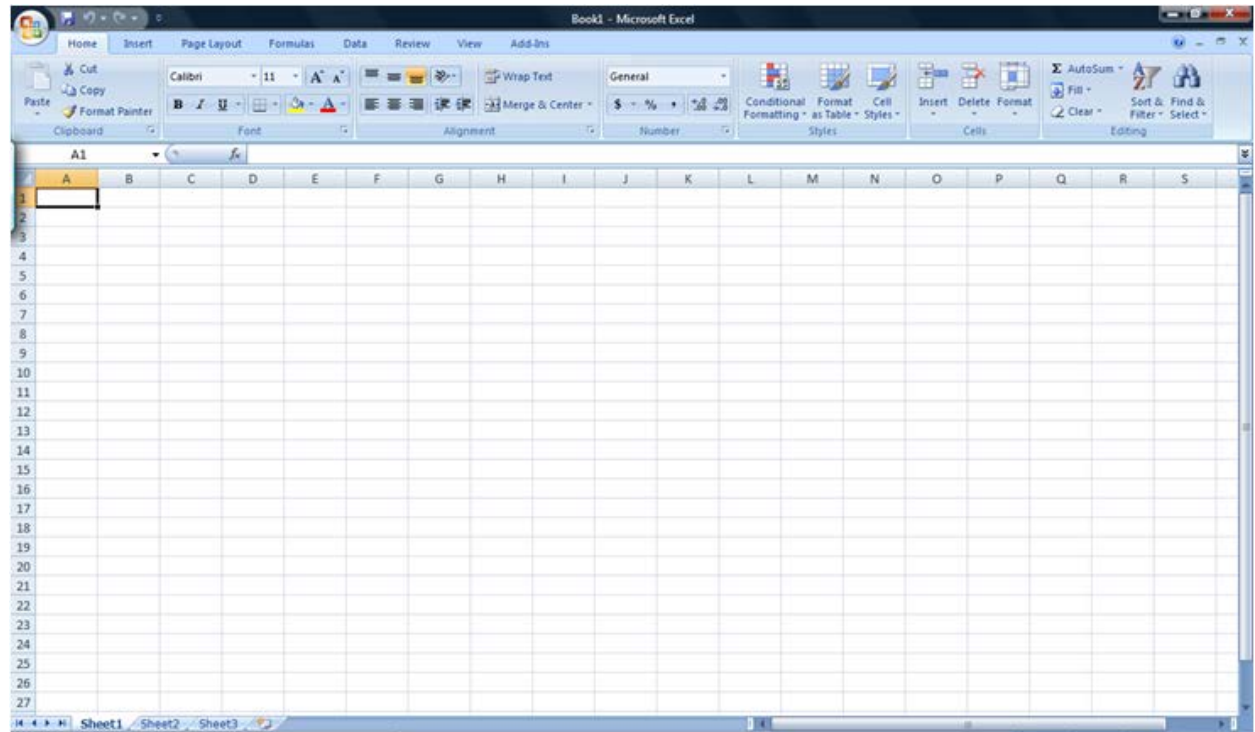 Book1 - Microsoft Excel
Home Insert Page Layout Formulas Data Review View Add-Ins
Paste
Cut
Copy
Format Painter
Clipboard
Calibri 11
B I U A
Font
Wrap Text
Merge & Center
Alignment
General
$ % ,
Number
Conditional Formatting
Format as Table
Cell Styles
Styles
Insert Delete Format
Cells
Σ AutoSum
Fill
Clear
Sort & Filter
Find & Select
Editing
A1 fx
A B C D E F G H I J K L M N O P Q R S
1
2
3
4
5
6
7
8
9
10
11
12
13
14
15
16
17
18
19
20
21
22
23
24
25
26
27
Sheet1 Sheet2 Sheet3